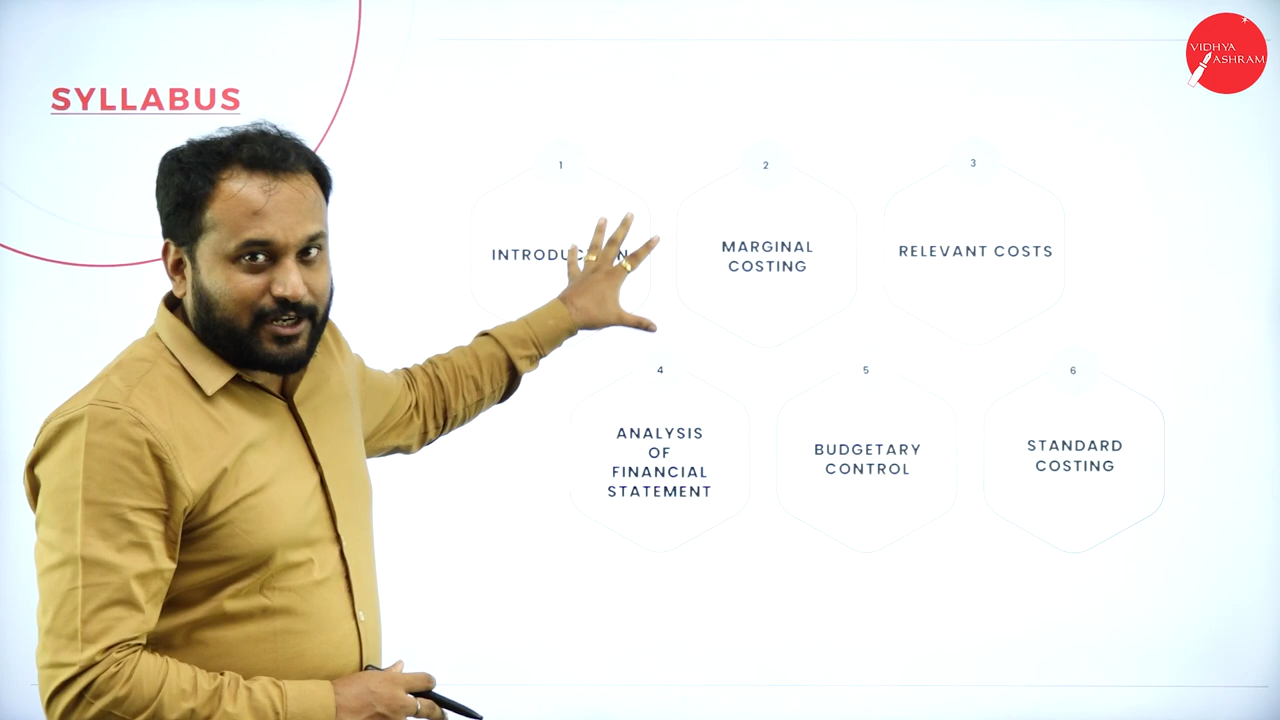 SYLLABUS
VIDHYA
ASHRAM
1
2
3
MARGINAL
COSTING
RELEVANT COSTS
4
5
6
ANALYSIS
OF
FINANCIAL
STATEMENT
BUDGETARY
CONTROL
STANDARD
COSTING